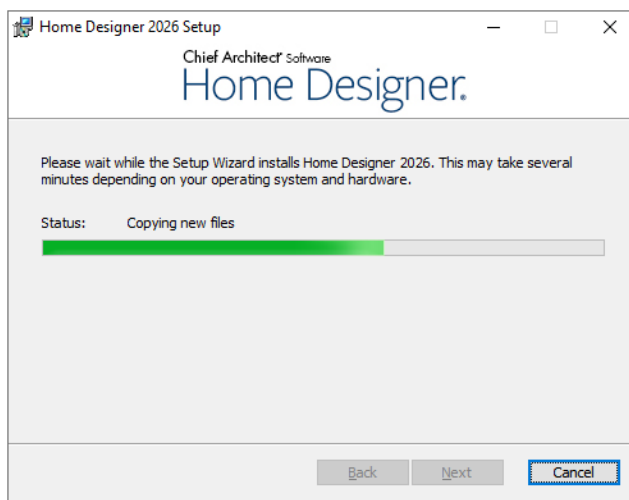 Home Designer 2026 Setup
Chief Architect® Software
Home Designer®
Please wait while the Setup Wizard installs Home Designer 2026. This may take several
minutes depending on your operating system and hardware.
Status: Copying new files
Back Next Cancel